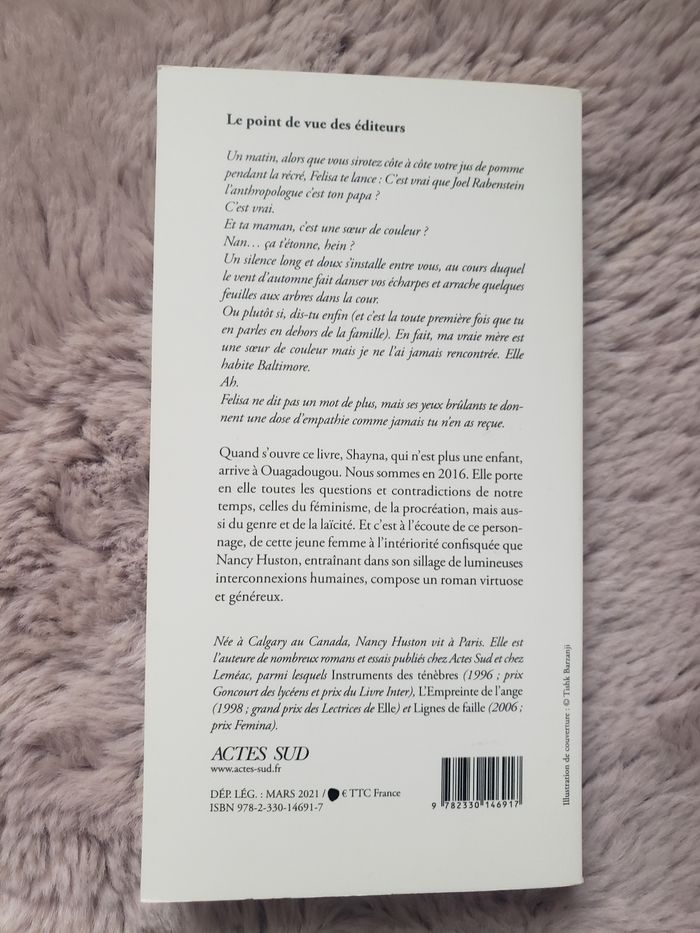 Le point de vue des éditeurs
Un matin, alors que vous sirotez côte à côte votre jus de pomme
pendant la récré, Felisa te lance : C'est vrai que Joel Rabenstein
l'anthropologue c'est ton papa ?
C'est vrai.
Et ta maman, c'est une sœur de couleur ?
Nan… ça t'étonne, hein ?
Un silence long et doux s'installe entre vous, au cours duquel
le vent d'automne fait danser vos écharpes et arrache quelques
feuilles aux arbres dans la cour.
Ou plutôt si, dis-tu enfin (et c'est la toute première fois que tu
en parles en dehors de la famille). En fait, ma vraie mère est
une sœur de couleur mais je ne l'ai jamais rencontrée. Elle
habite Baltimore.
Ah.
Felisa ne dit pas un mot de plus, mais ses yeux brûlants te don-
nent une dose d'empathie comme jamais tu n'en as reçue.
Quand s'ouvre ce livre, Shayna, qui n'est plus une enfant,
arrive à Ouagadougou. Nous sommes en 2016. Elle porte
en elle toutes les questions et contradictions de notre
temps, celles du féminisme, de la procréation, mais aus-
si du genre et de la laïcité. Et c'est à l'écoute de ce person-
nage, de cette jeune femme à l'intériorité confisquée que
Nancy Huston, entraînant dans son sillage de lumineuses
interconnexions humaines, compose un roman virtuose
et généreux.
Née à Calgary au Canada, Nancy Huston vit à Paris. Elle est
l'auteure de nombreux romans et essais publiés chez Actes Sud et chez
Leméac, parmi lesquels Instruments des ténèbres (1996 ; prix
Goncourt des lycéens et prix du Livre Inter), L'Empreinte de l'ange
(1998 ; grand prix des Lectrices de Elle) et Lignes de faille (2006 ;
prix Femina).
ACTES SUD
www.actes-sud.fr
DÉP. LÉG. : MARS 2021 / € TTC France
ISBN 978-2-330-14691-7
9 782330 146917
Illustration de couverture : © Tishk Barzanji